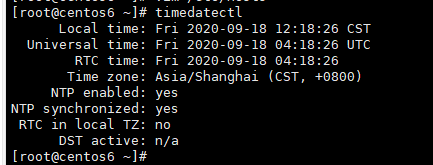 [root@centos6 ~]# timedatectl
Local time: Fri 2020-09-18 12:18:26 CST
Universal time: Fri 2020-09-18 04:18:26 UTC
RTC time: Fri 2020-09-18 04:18:26
Time zone: Asia/Shanghai (CST, +0800)
NTP enabled: yes
NTP synchronized: yes
RTC in local TZ: no
DST active: n/a
[root@centos6 ~]#